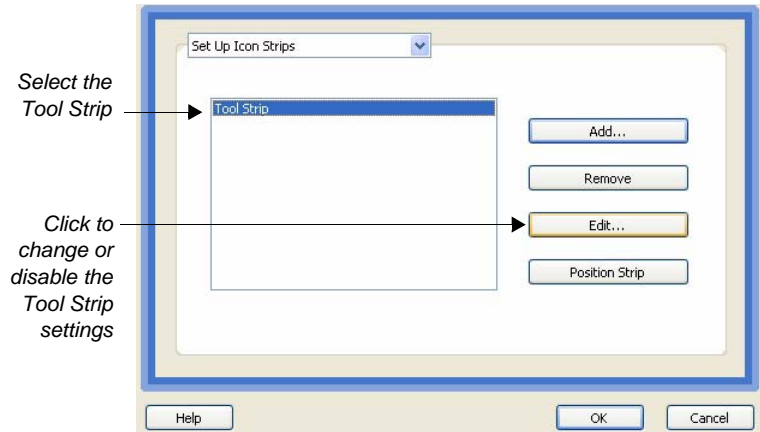 Set Up Icon Strips
Select the
Tool Strip
Tool Strip
Add...
Remove
Click to
change or
disable the
Tool Strip
settings
Edit...
Position Strip
Help
OK
Cancel